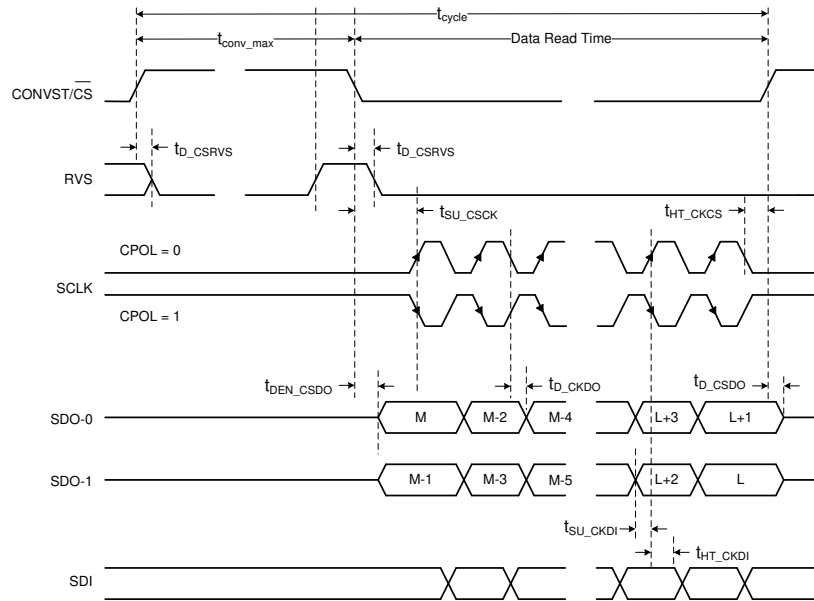 t_cycle
t_conv_max
Data Read Time
CONVST/C̅S̅
t_D_CSRVS
t_D_CSRVS
RVS
t_SU_CSCK
t_HT_CKCS
CPOL = 0
SCLK
CPOL = 1
t_DEN_CSDO
t_D_CKDO
t_D_CSDO
SDO-0
M
M-2
M-4
L+3
L+1
SDO-1
M-1
M-3
M-5
L+2
L
t_SU_CKDI
t_HT_CKDI
SDI